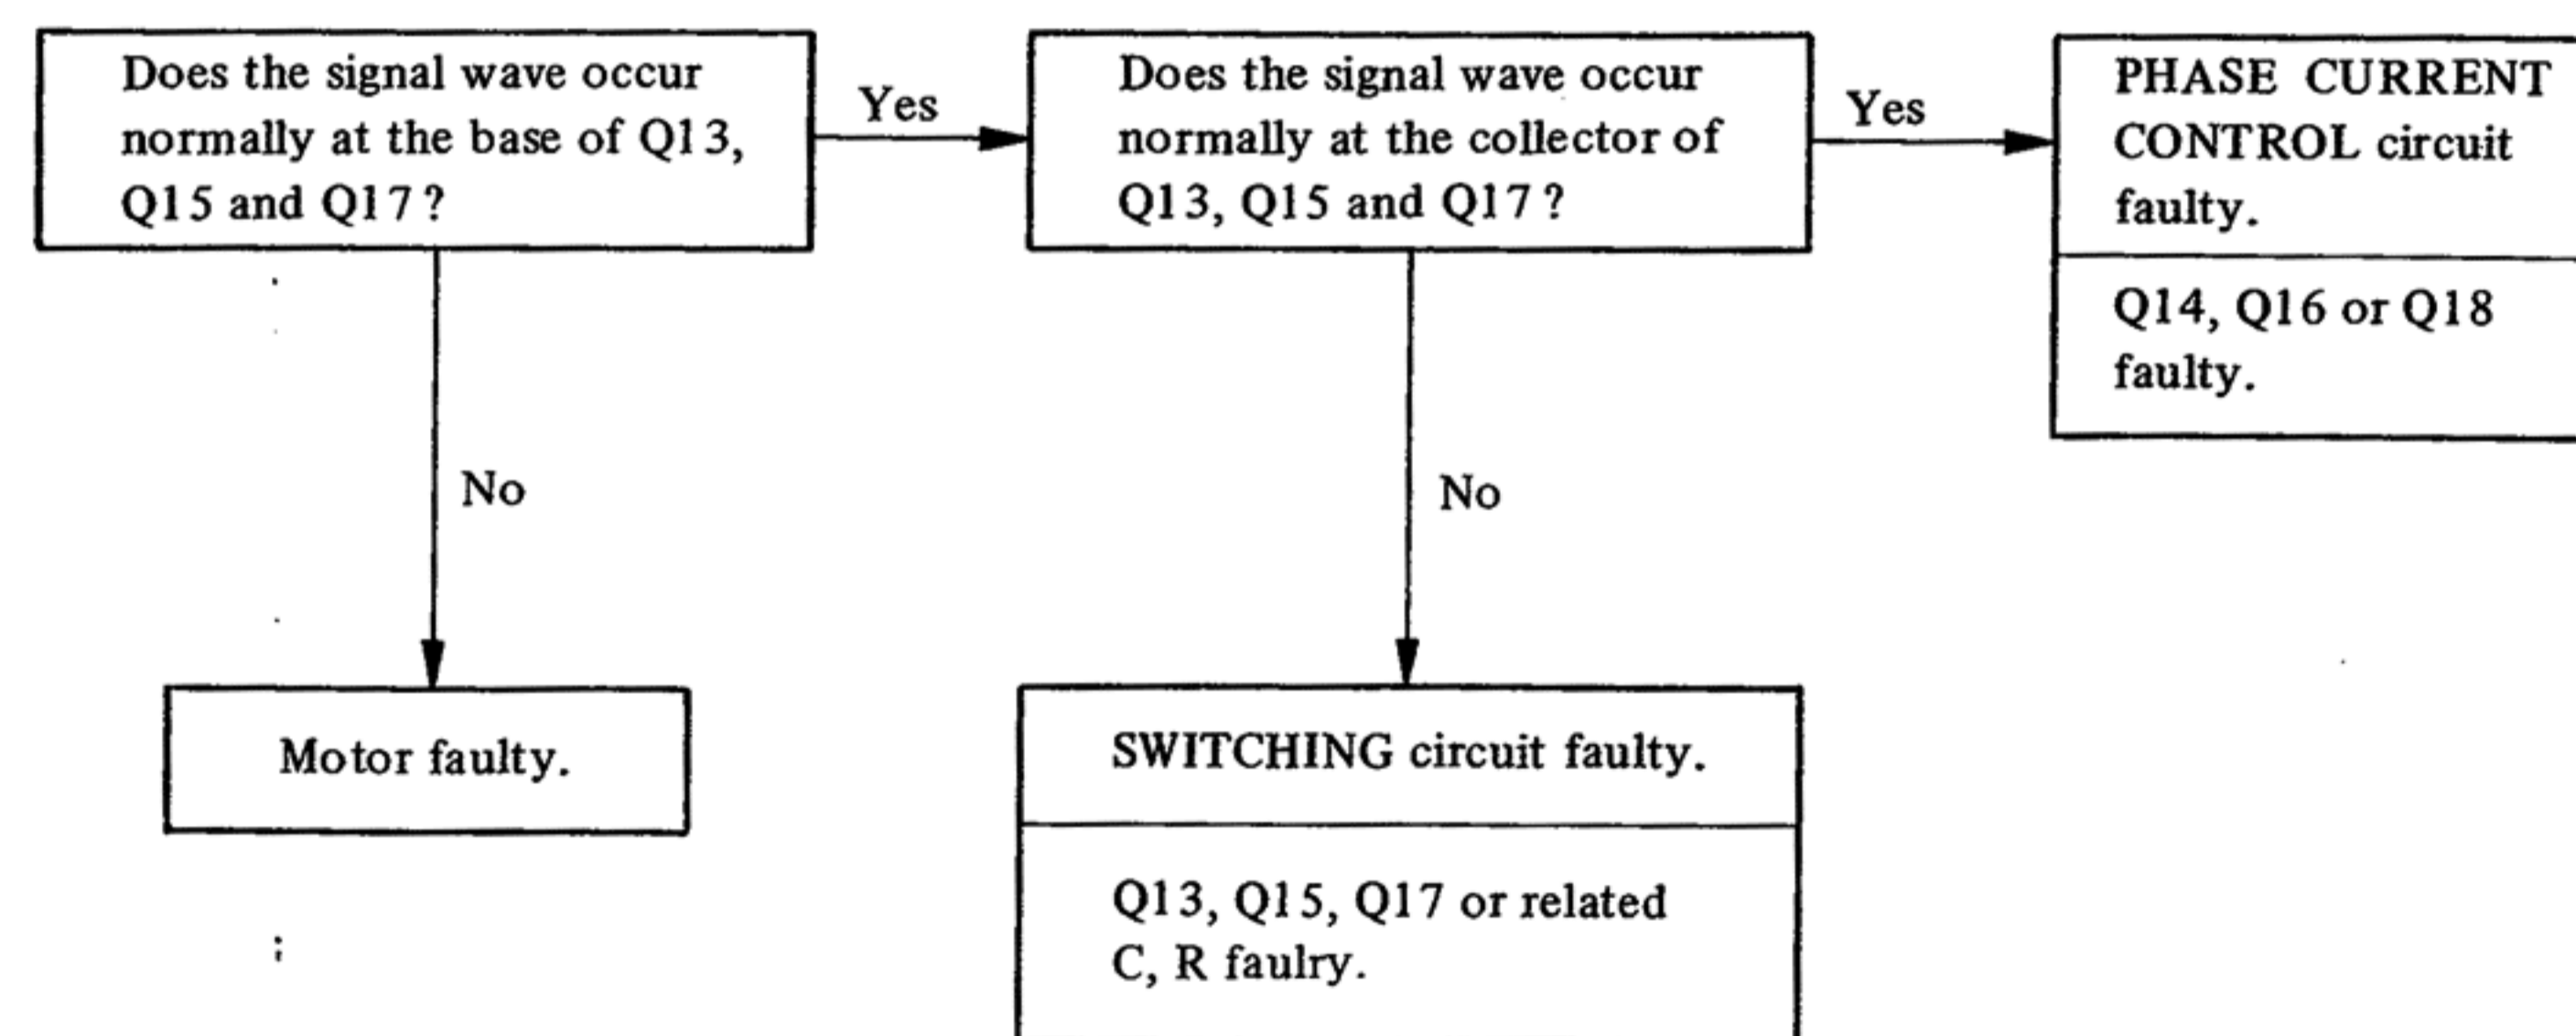 Does the signal wave occur
normally at the base of Q13,
Q15 and Q17?
Yes
Does the signal wave occur
normally at the collector of
Q13, Q15 and Q17?
Yes
PHASE CURRENT
CONTROL circuit
faulty.
Q14, Q16 or Q18
faulty.
No
No
Motor faulty.
SWITCHING circuit faulty.
Q13, Q15, Q17 or related
C, R faulry.